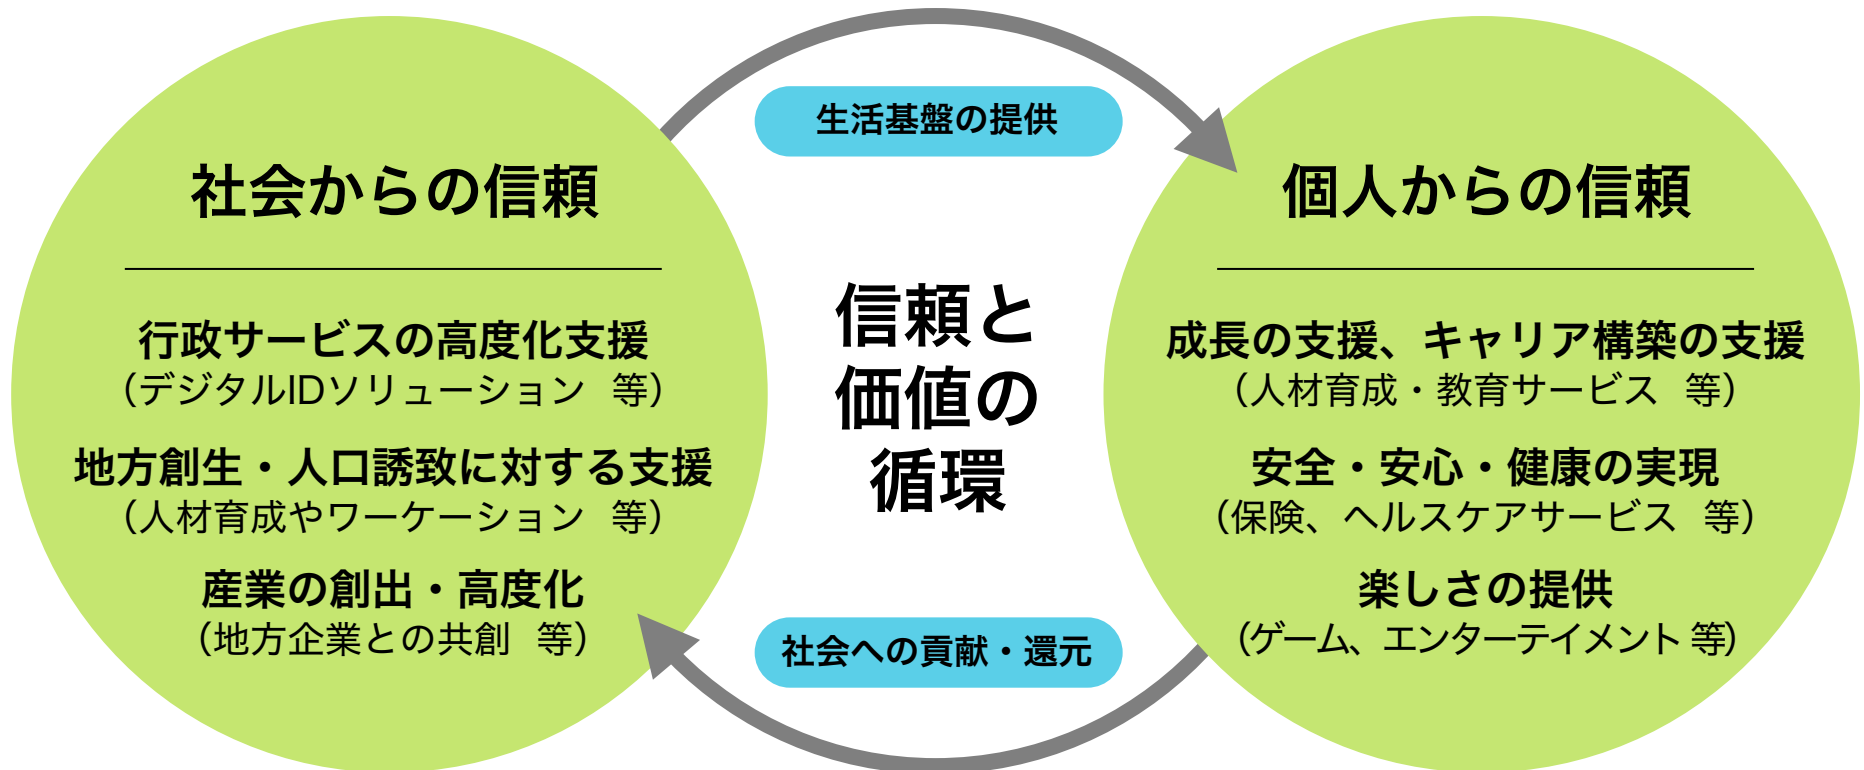 社会からの信頼
行政サービスの高度化支援
（デジタルIDソリューション 等）
地方創生・人口誘致に対する支援
（人材育成やワーケーション 等）
産業の創出・高度化
（地方企業との共創 等）
生活基盤の提供
信頼と
価値の
循環
社会への貢献・還元
個人からの信頼
成長の支援、キャリア構築の支援
（人材育成・教育サービス 等）
安全・安心・健康の実現
（保険、ヘルスケアサービス 等）
楽しさの提供
（ゲーム、エンターテイメント 等）